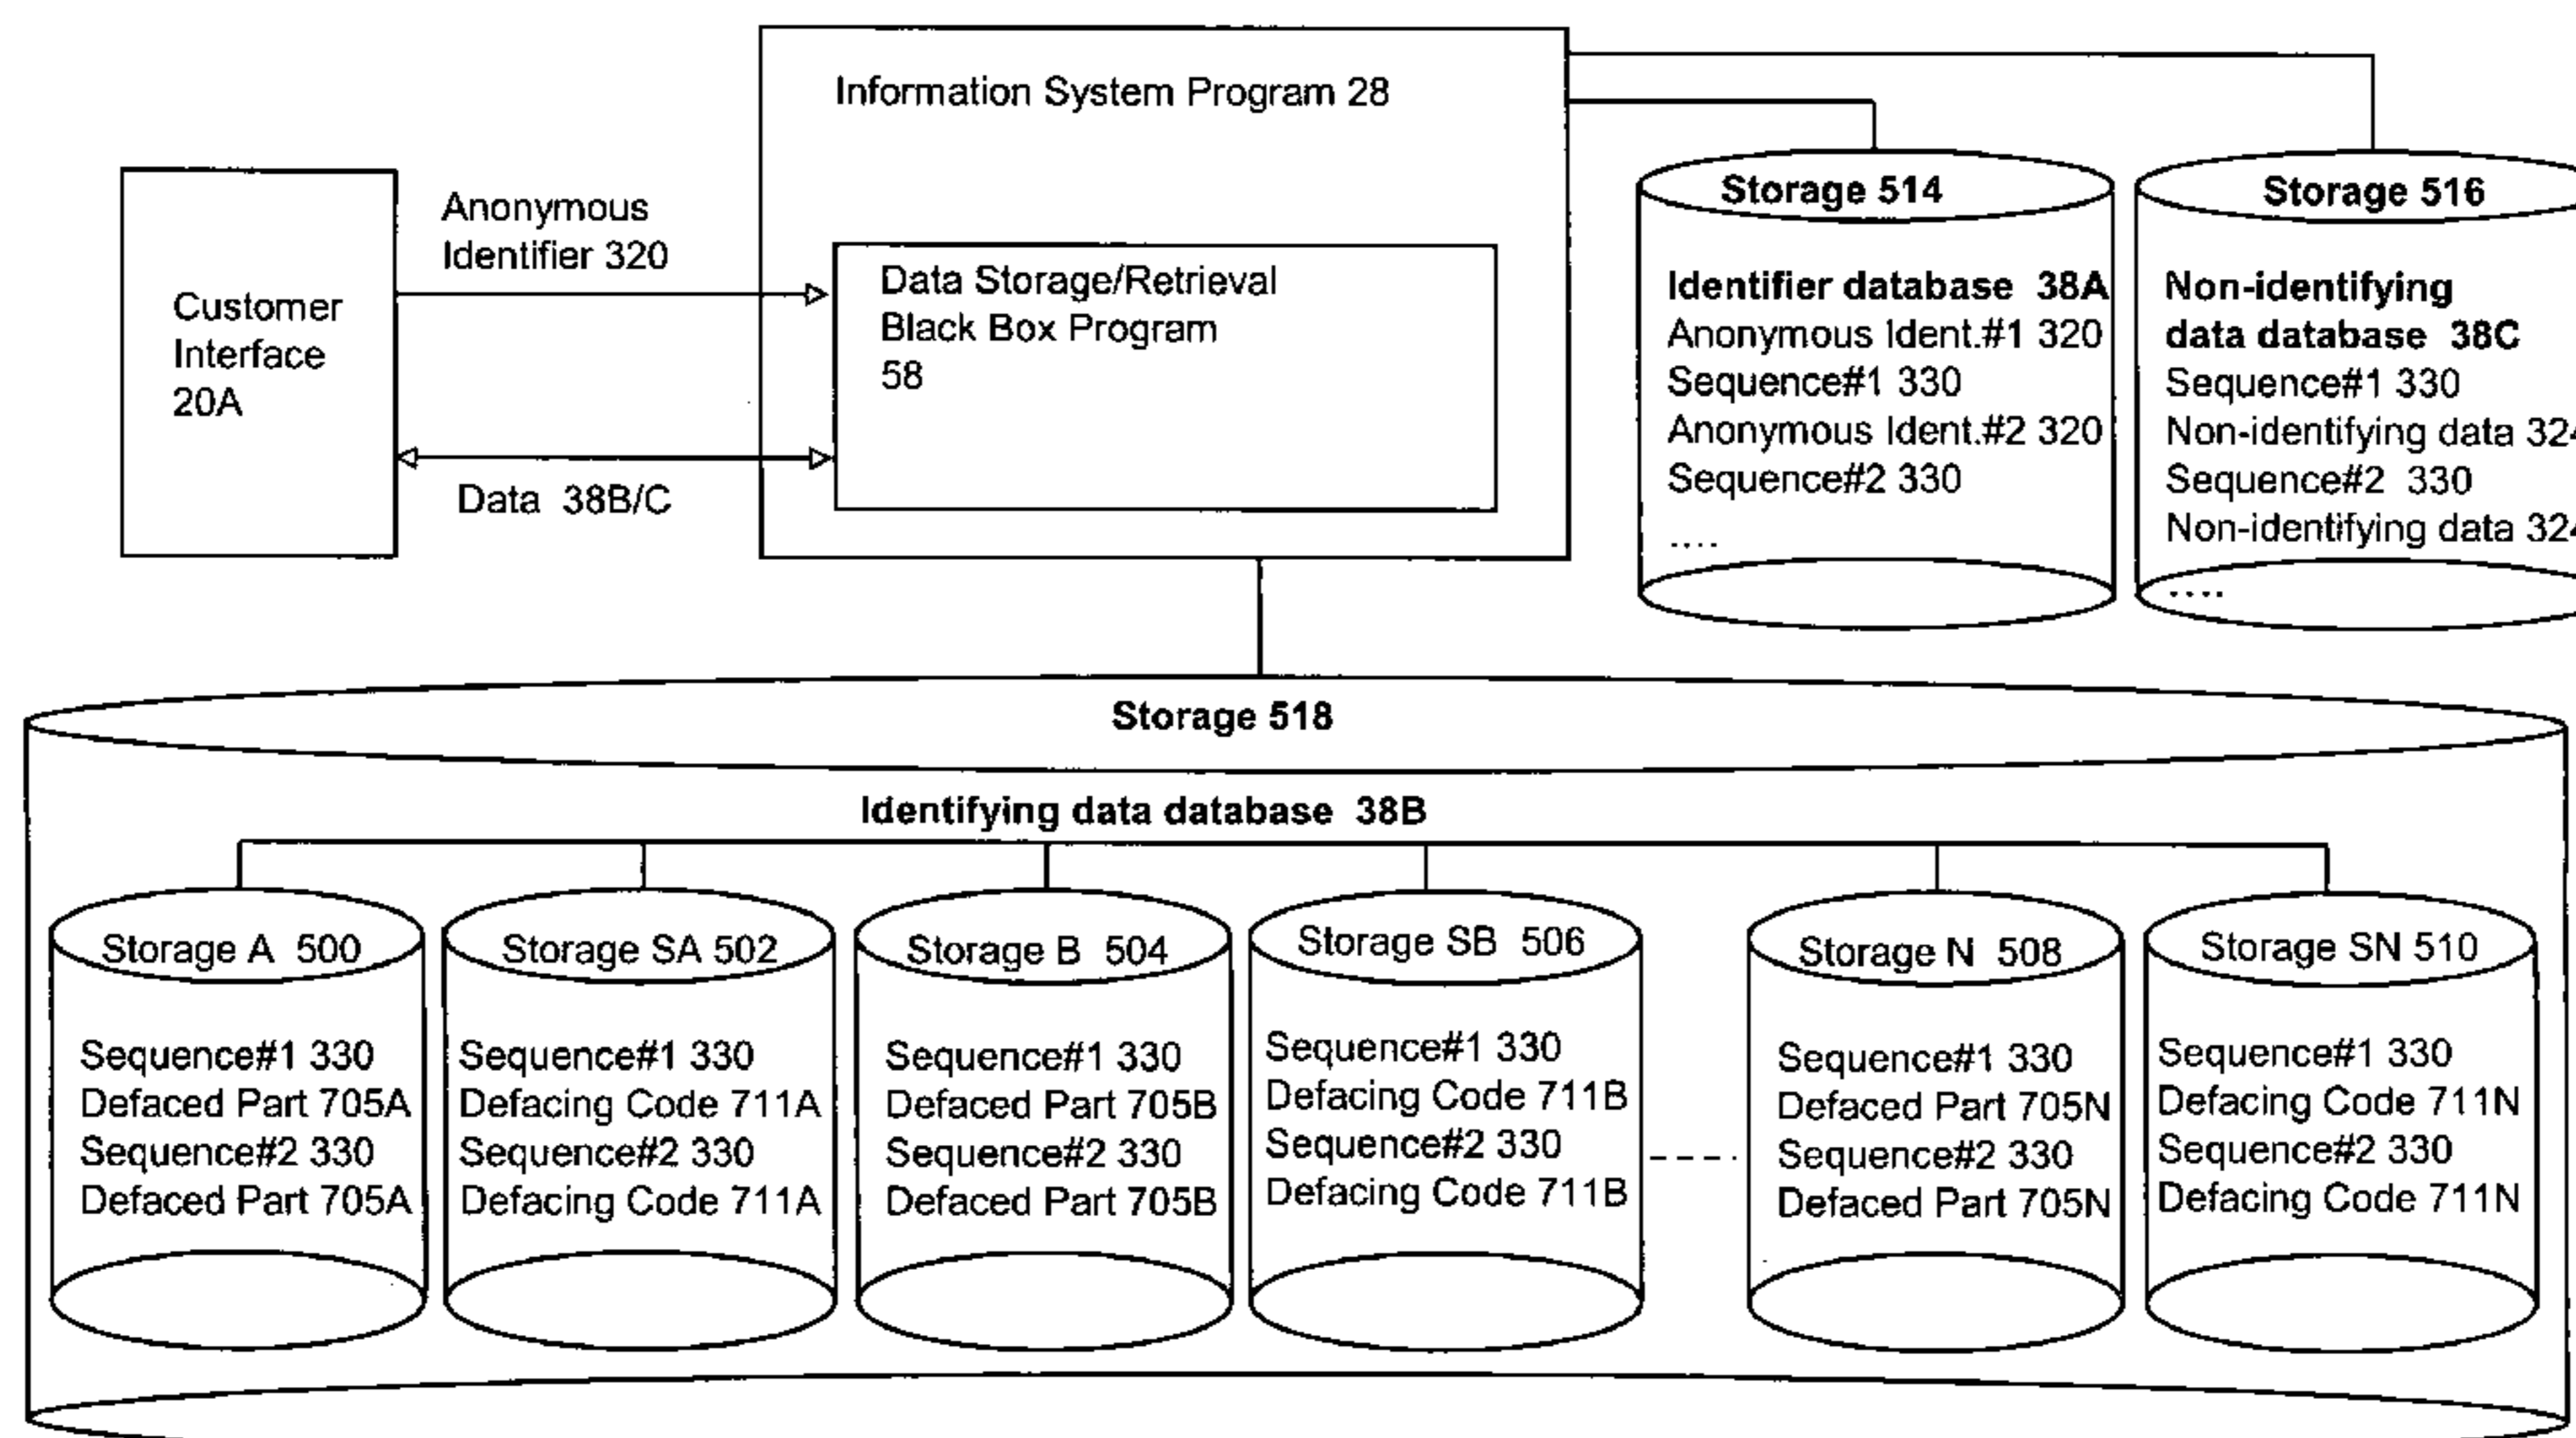 Information System Program 28
Customer
Interface
20A
Anonymous
Identifier 320
Data 38B/C
Data Storage/Retrieval
Black Box Program
58
Storage 514
Identifier database 38A
Anonymous Ident.#1 320
Sequence#1 330
Anonymous Ident.#2 320
Sequence#2 330
....
Storage 516
Non-identifying
data database 38C
Sequence#1 330
Non-identifying data
Sequence#2 330
Non-identifying data
....
Storage 518
Identifying data database 38B
Storage A 500
Sequence#1 330
Defaced Part 705A
Sequence#2 330
Defaced Part 705A
Storage SA 502
Sequence#1 330
Defacing Code 711A
Sequence#2 330
Defacing Code 711A
Storage B 504
Sequence#1 330
Defaced Part 705B
Sequence#2 330
Defaced Part 705B
Storage SB 506
Sequence#1 330
Defacing Code 711B
Sequence#2 330
Defacing Code 711B
Storage N 508
Sequence#1 330
Defaced Part 705N
Sequence#2 330
Defaced Part 705N
Storage SN 510
Sequence#1 330
Defacing Code 711N
Sequence#2 330
Defacing Code 711N